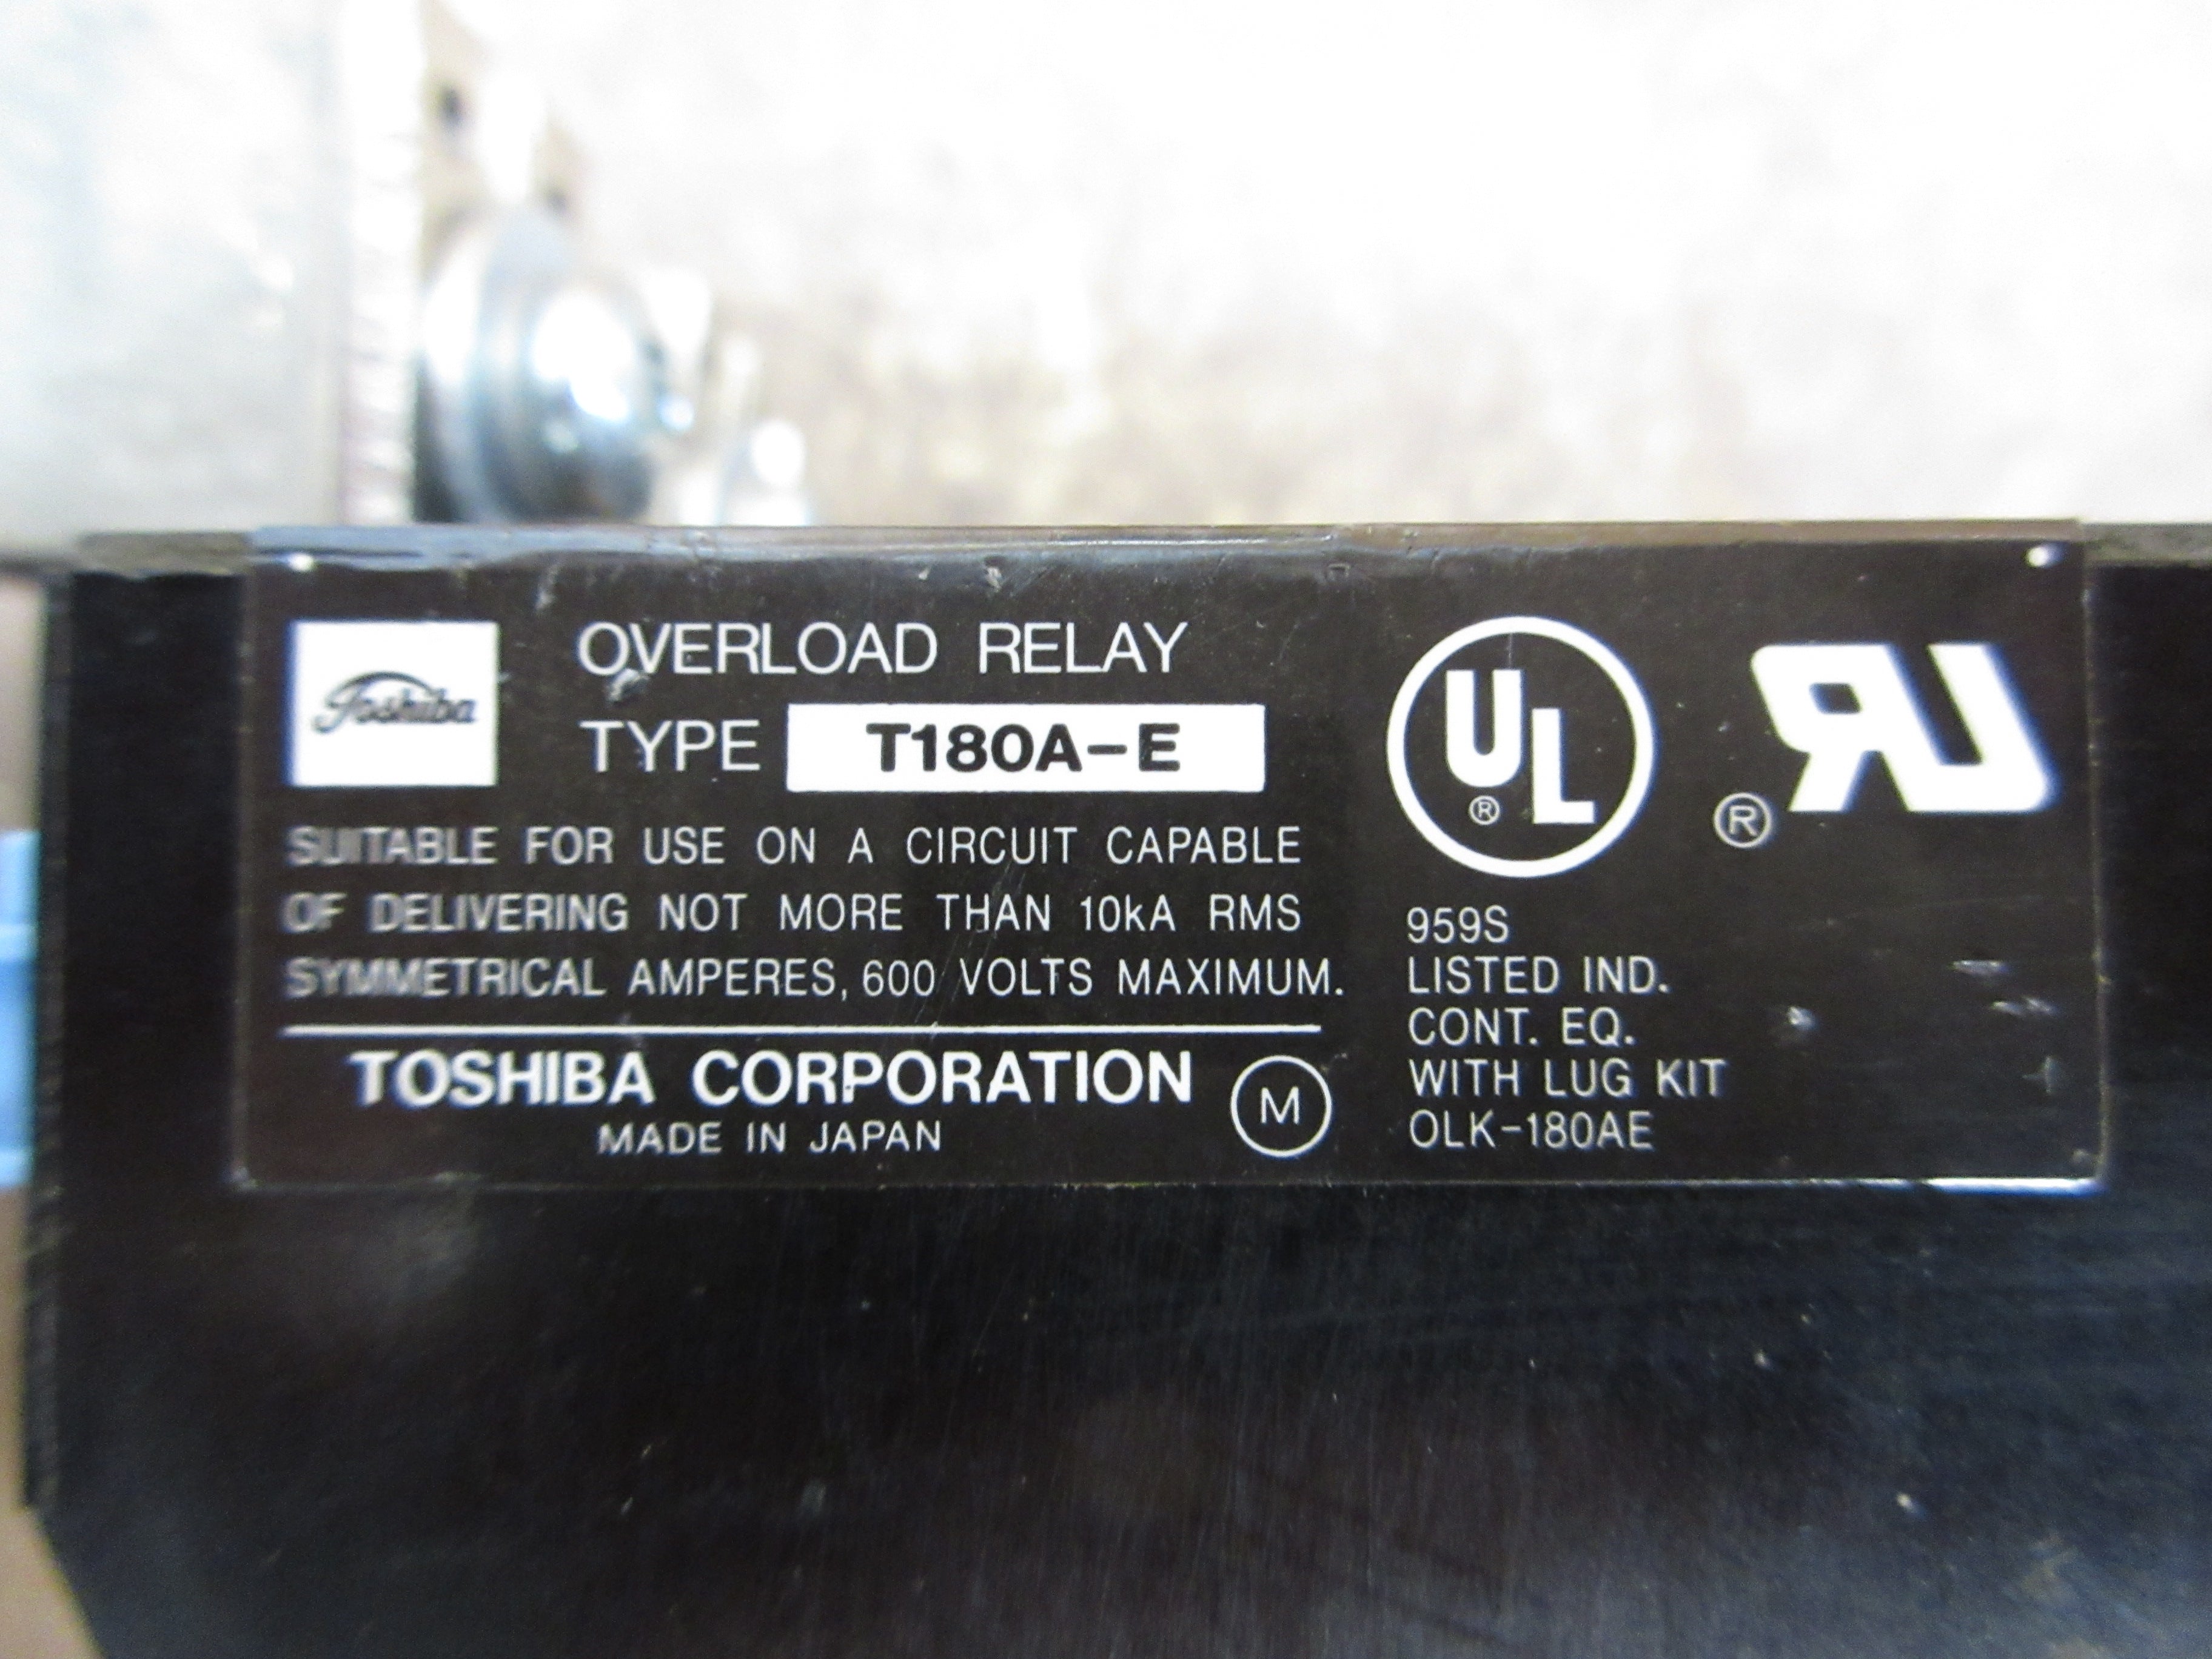 Toshiba
OVERLOAD RELAY
TYPE T180A-E
SUITABLE FOR USE ON A CIRCUIT CAPABLE
OF DELIVERING NOT MORE THAN 10kA RMS
SYMMETRICAL AMPERES, 600 VOLTS MAXIMUM.
TOSHIBA CORPORATION M
MADE IN JAPAN
UL ®
® RU
959S
LISTED IND.
CONT. EQ.
WITH LUG KIT
OLK-180AE